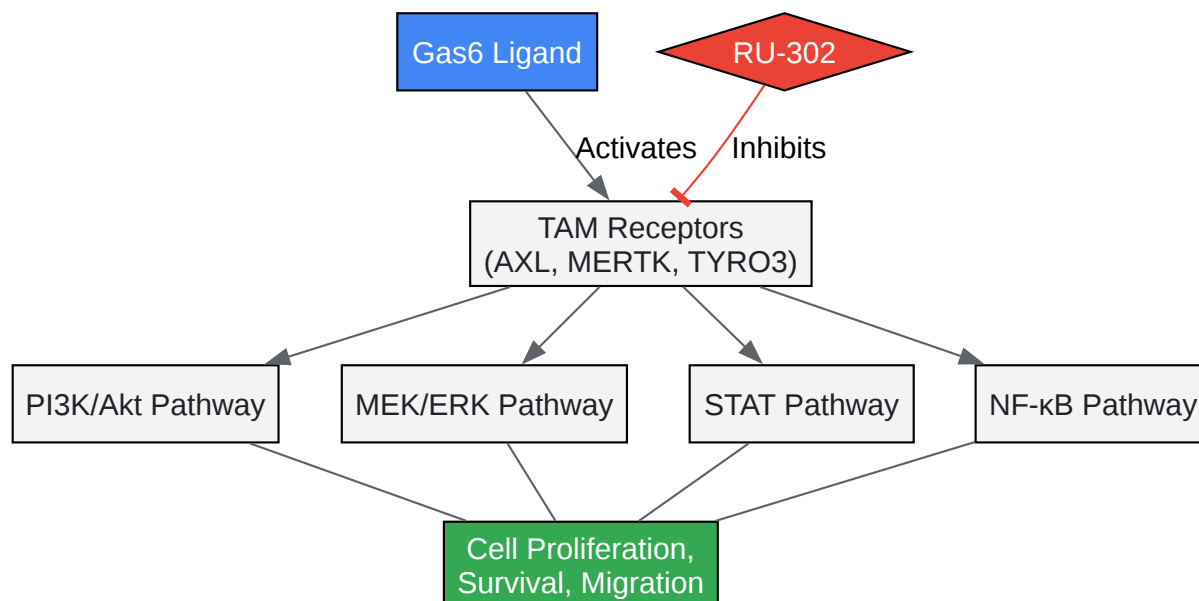 Gas6 Ligand
RU-302
Activates
Inhibits
TAM Receptors
(AXL, MERTK, TYRO3)
PI3K/Akt Pathway
MEK/ERK Pathway
STAT Pathway
NF-κB Pathway
Cell Proliferation,
Survival, Migration